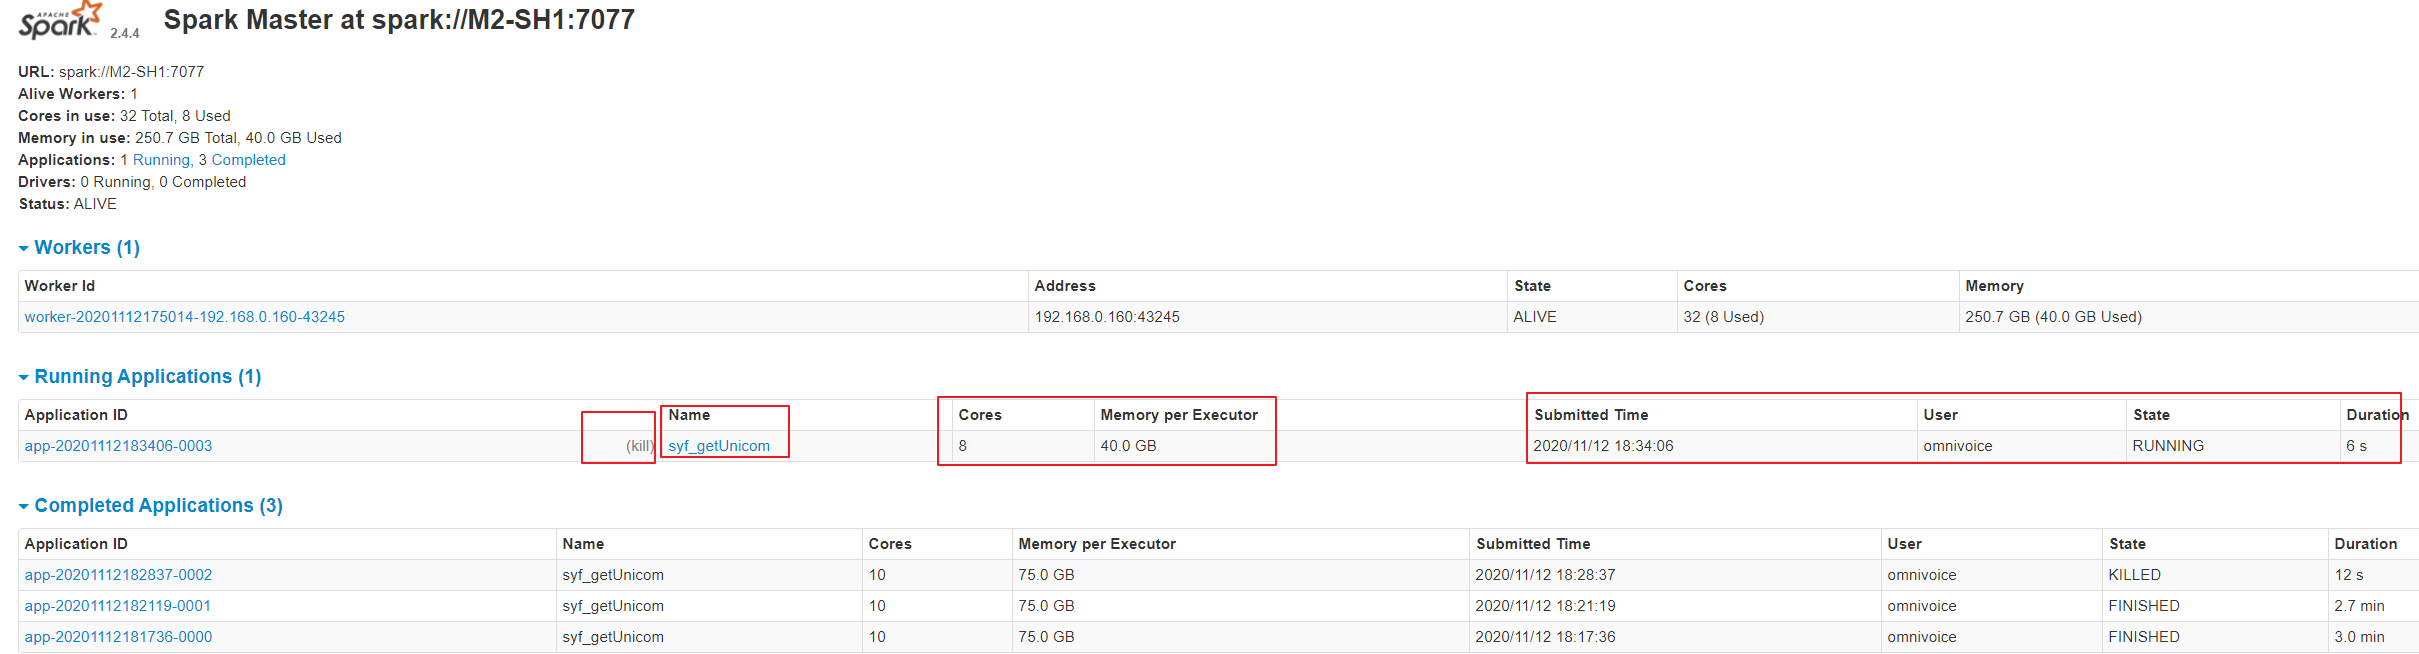 APACHE
Spark 2.4.4 Spark Master at spark://M2-SH1:7077
URL: spark://M2-SH1:7077
Alive Workers: 1
Cores in use: 32 Total, 8 Used
Memory in use: 250.7 GB Total, 40.0 GB Used
Applications: 1 Running, 3 Completed
Drivers: 0 Running, 0 Completed
Status: ALIVE
Workers (1)
Worker Id Address State Cores Memory
worker-20201112175014-192.168.0.160-43245 192.168.0.160:43245 ALIVE 32 (8 Used) 250.7 GB (40.0 GB Used)
Running Applications (1)
Application ID Name Cores Memory per Executor Submitted Time User State Duration
app-20201112183406-0003 (kill) syf_getUnicom 8 40.0 GB 2020/11/12 18:34:06 omnivoice RUNNING 6 s
Completed Applications (3)
Application ID Name Cores Memory per Executor Submitted Time User State Duration
app-20201112182837-0002 syf_getUnicom 10 75.0 GB 2020/11/12 18:28:37 omnivoice KILLED 12 s
app-20201112182119-0001 syf_getUnicom 10 75.0 GB 2020/11/12 18:21:19 omnivoice FINISHED 2.7 min
app-20201112181736-0000 syf_getUnicom 10 75.0 GB 2020/11/12 18:17:36 omnivoice FINISHED 3.0 min